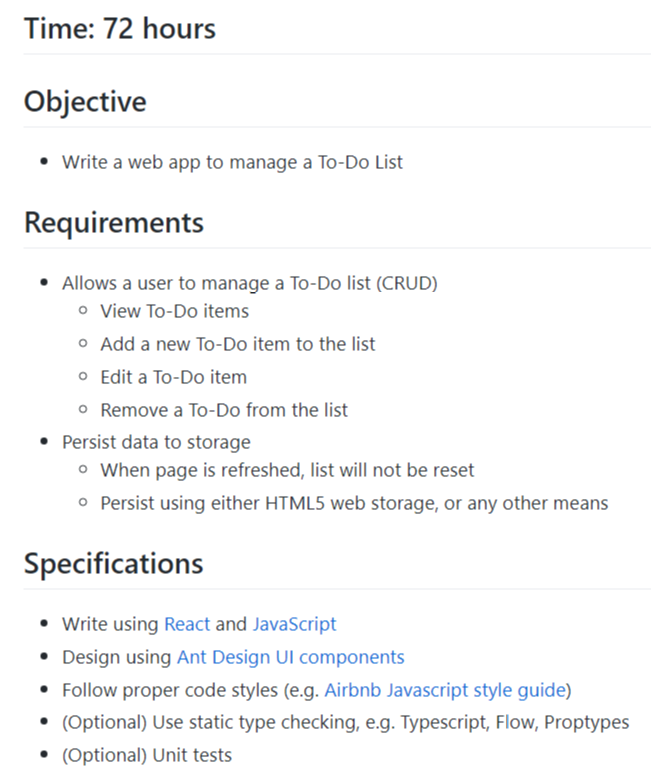 Time: 72 hours
Objective
Write a web app to manage a To-Do List
Requirements
Allows a user to manage a To-Do list (CRUD)
View To-Do items
Add a new To-Do item to the list
Edit a To-Do item
Remove a To-Do from the list
Persist data to storage
When page is refreshed, list will not be reset
Persist using either HTML5 web storage, or any other means
Specifications
Write using React and JavaScript
Design using Ant Design UI components
Follow proper code styles (e.g. Airbnb Javascript style guide)
(Optional) Use static type checking, e.g. Typescript, Flow, Proptypes
(Optional) Unit tests